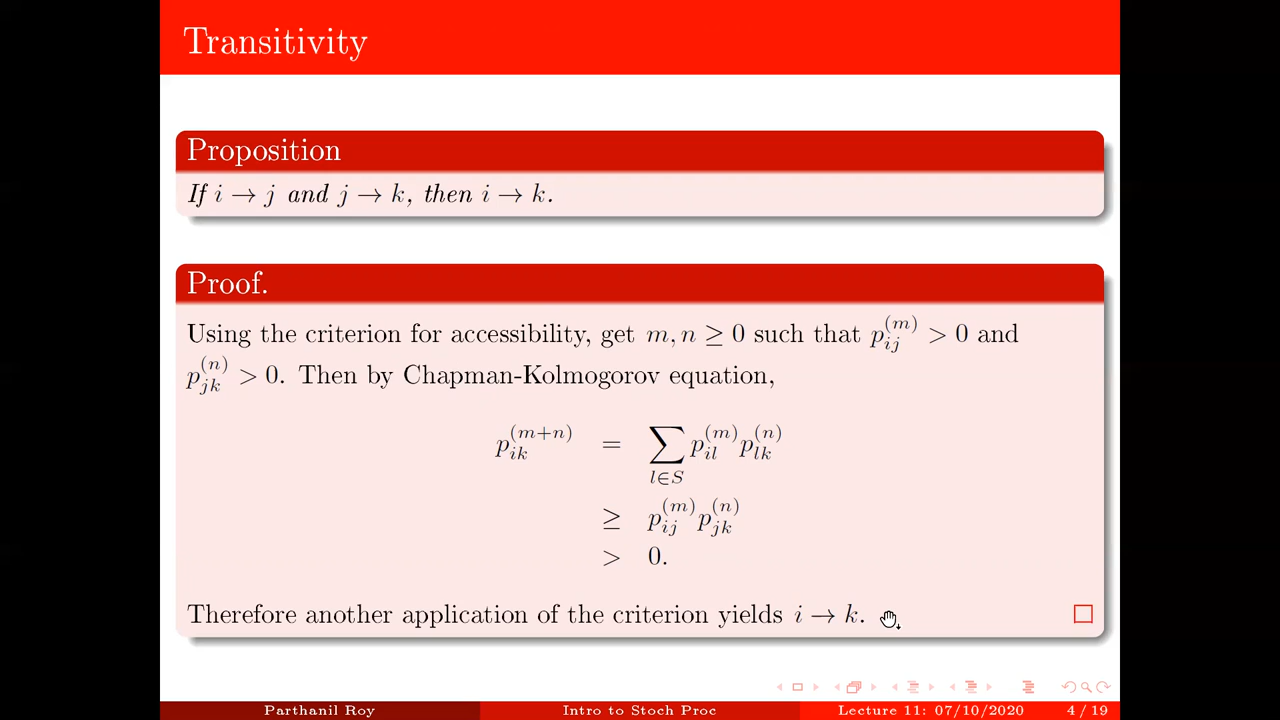 Transitivity
Proposition
If i → j and j → k, then i → k.
Proof.
Using the criterion for accessibility, get m, n ≥ 0 such that p_{ij}^{(m)} > 0 and
p_{jk}^{(n)} > 0. Then by Chapman-Kolmogorov equation,
p_{ik}^{(m+n)} = ∑_{l∈S} p_{il}^{(m)} p_{lk}^{(n)}
≥ p_{ij}^{(m)} p_{jk}^{(n)}
> 0.
Therefore another application of the criterion yields i → k. □
Parthanil Roy Intro to Stoch Proc Lecture 11: 07/10/2020 4 / 19